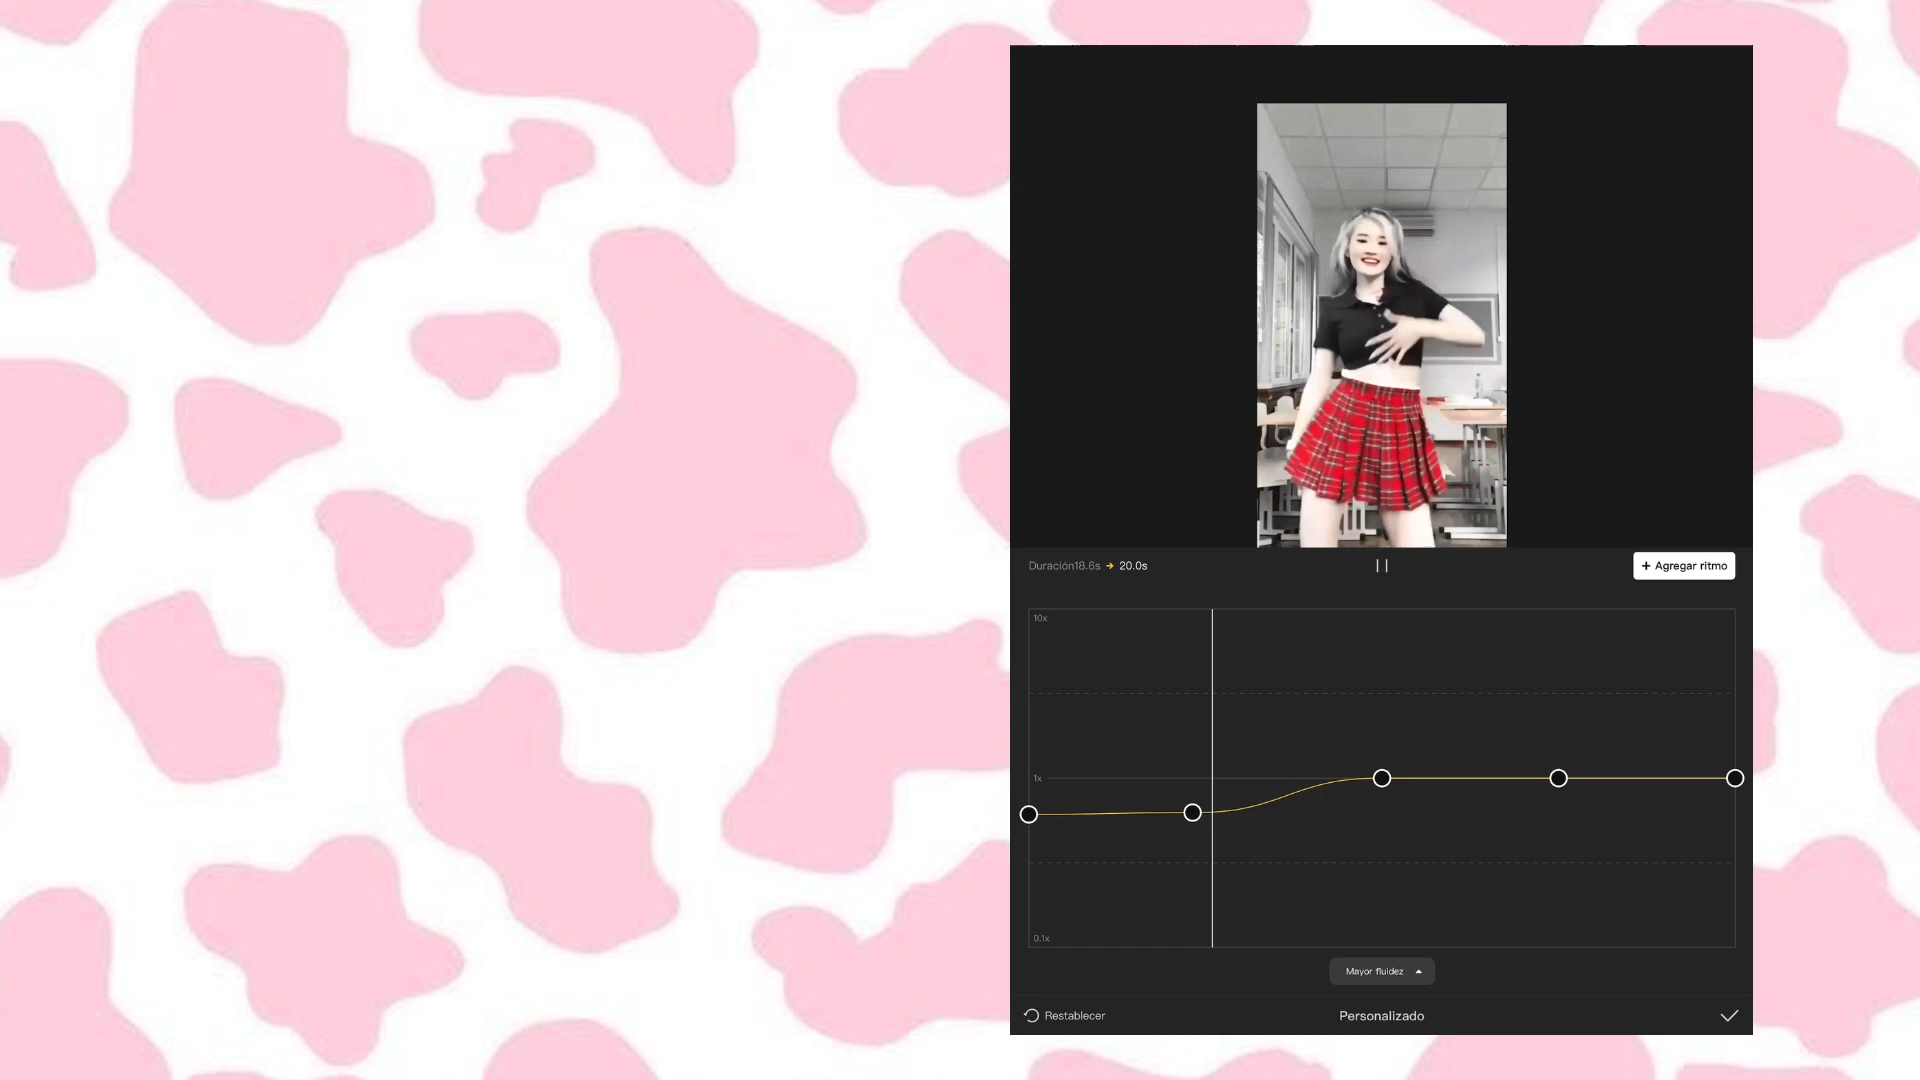 Duración18.6s → 20.0s
+ Agregar ritmo
10x
1x
0.1x
Mayor fluidez
Restablecer
Personalizado